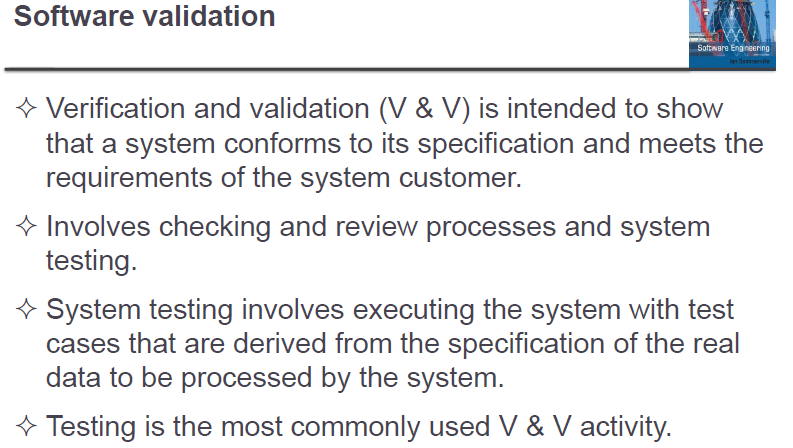 Software validation
Software Engineering
Ian Sommerville
✧ Verification and validation (V & V) is intended to show
that a system conforms to its specification and meets the
requirements of the system customer.
✧ Involves checking and review processes and system
testing.
✧ System testing involves executing the system with test
cases that are derived from the specification of the real
data to be processed by the system.
✧ Testing is the most commonly used V & V activity.